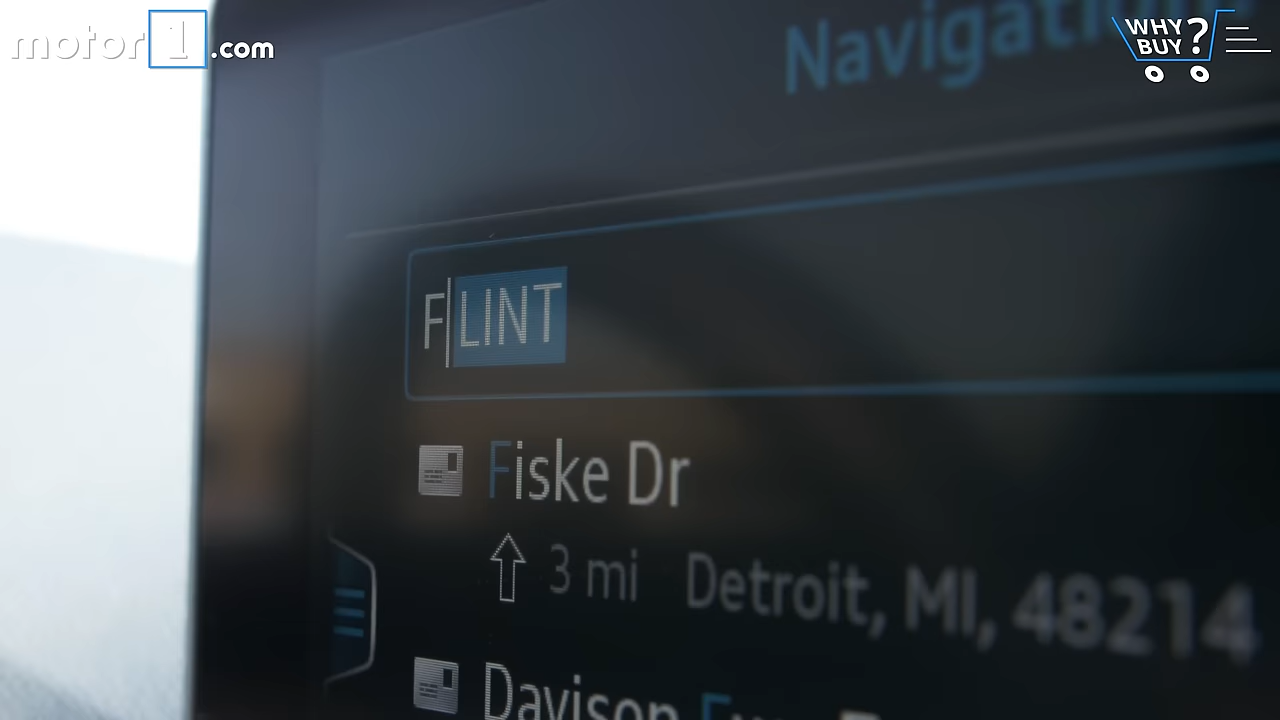 motor1.com
WHY BUY?
Navigation
FLINT
Fiske Dr
3 mi Detroit, MI, 48214
Davison